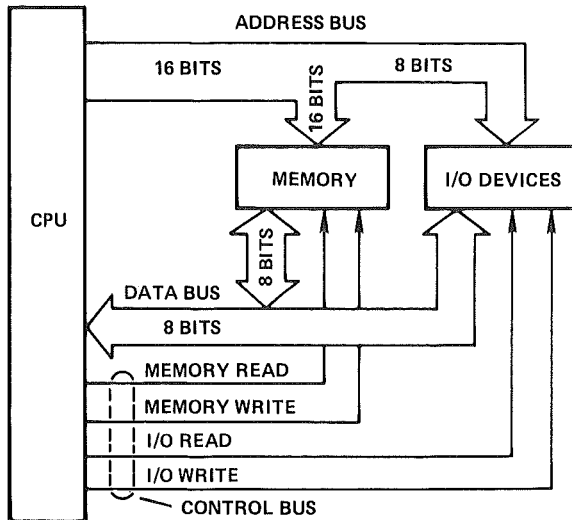 ADDRESS BUS
16 BITS
8 BITS
16 BITS
MEMORY
I/O DEVICES
CPU
8 BITS
DATA BUS
8 BITS
MEMORY READ
MEMORY WRITE
I/O READ
I/O WRITE
CONTROL BUS